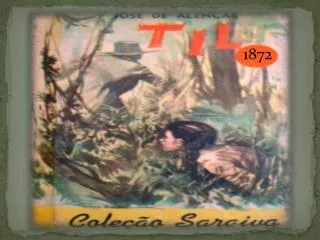 JOSÉ DE ALENCAR
TIL
1872
Coleção Saraiva